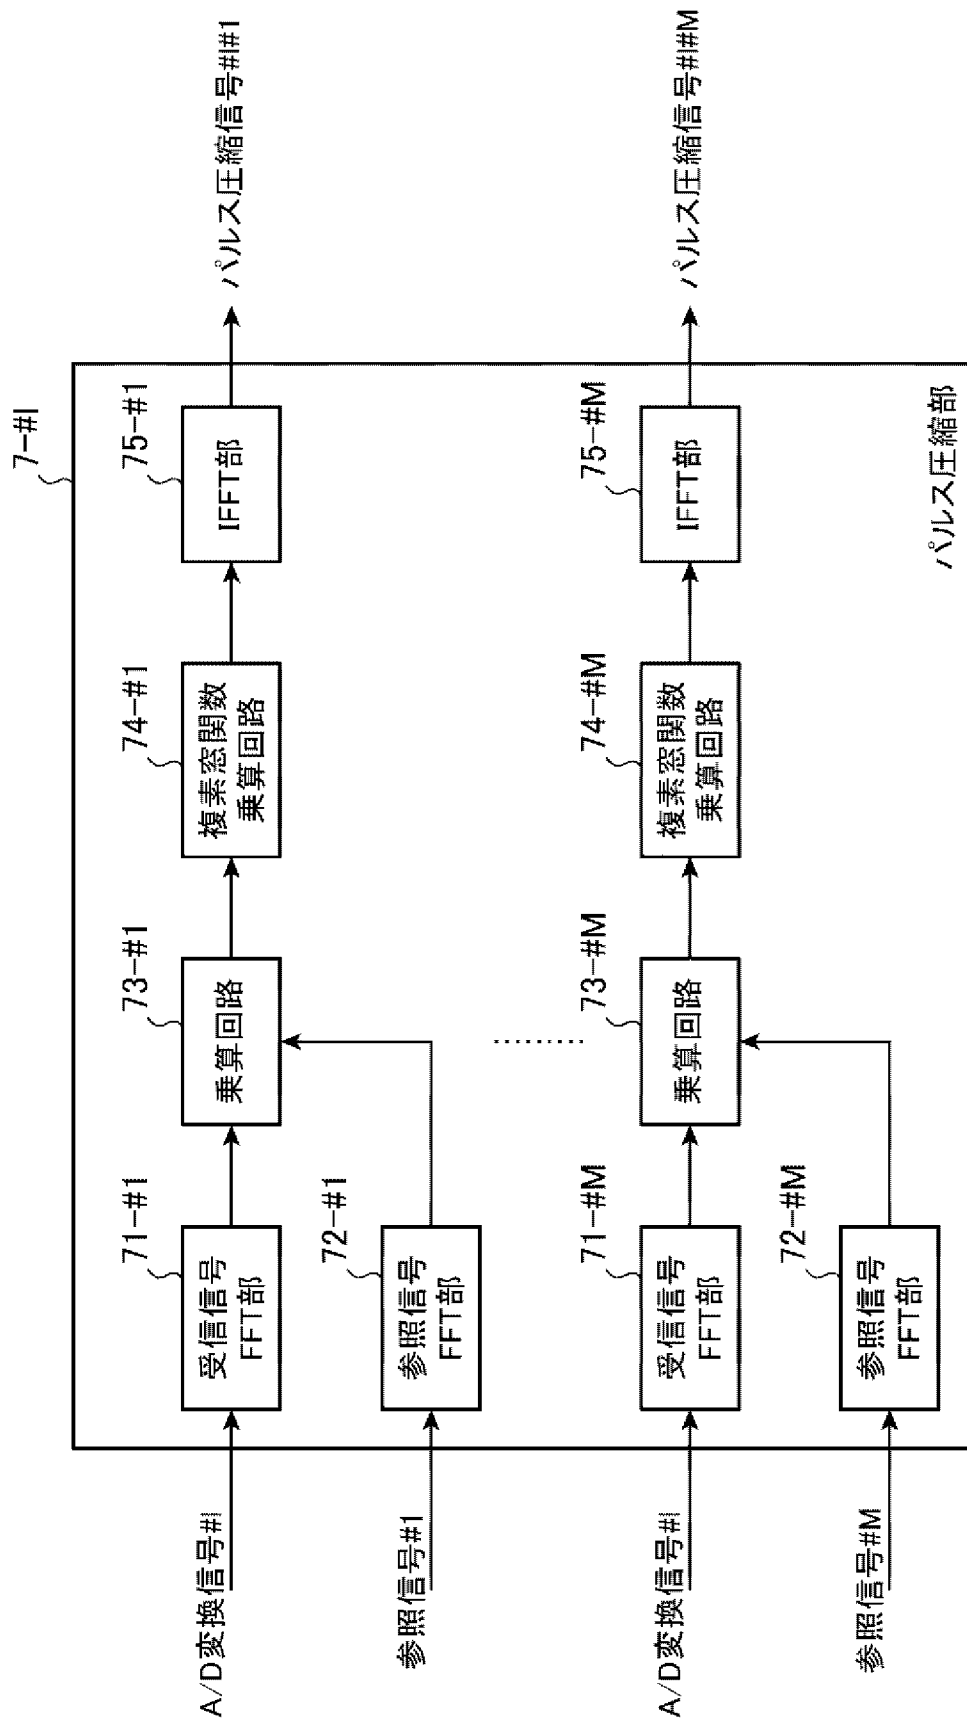 7-#I
71-#1
73-#1
74-#1
75-#1
A/D変換信号#I
受信信号
FFT部
乗算回路
複素窓関数
乗算回路
IFFT部
パルス圧縮信号#I#1
72-#1
参照信号#1
参照信号
FFT部
71-#M
73-#M
74-#M
75-#M
A/D変換信号#I
受信信号
FFT部
乗算回路
複素窓関数
乗算回路
IFFT部
パルス圧縮信号#I#M
72-#M
参照信号#M
参照信号
FFT部
パルス圧縮部